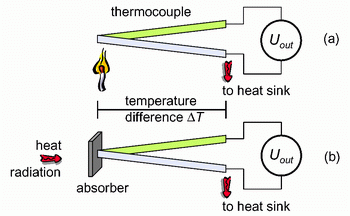 thermocouple
U out
(a)
to heat sink
temperature
difference ΔT
heat
radiation
U out
(b)
absorber
to heat sink